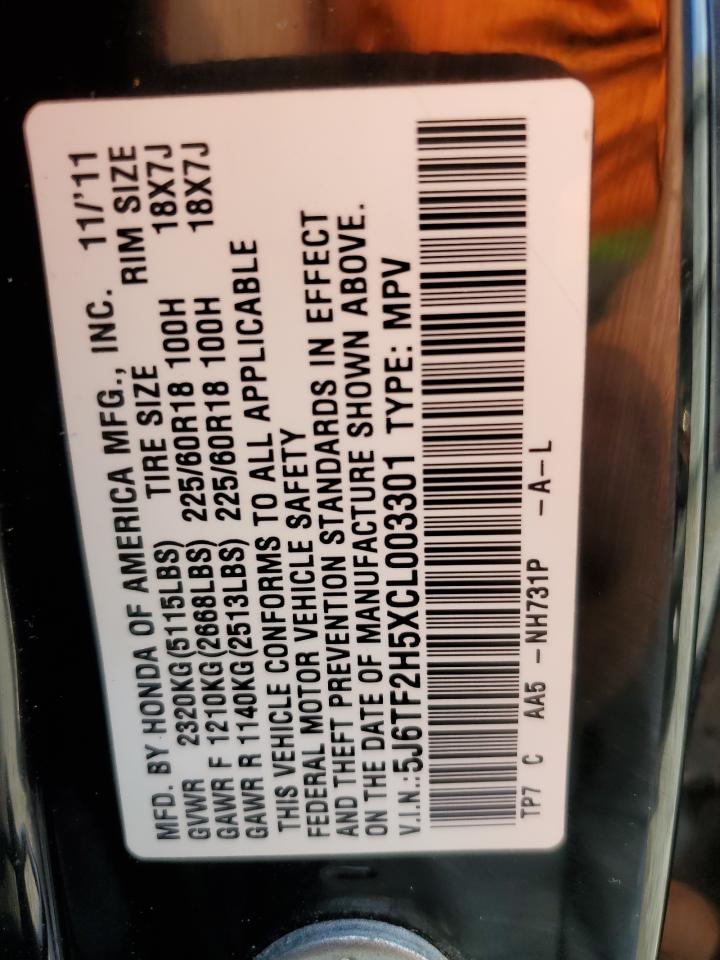 MFD. BY HONDA OF AMERICA MFG., INC. 11/'11
GVWR 2320KG(5115LBS) TIRE SIZE RIM SIZE
GAWR F 1210KG(2668LBS) 225/60R18 100H 18X7J
GAWR R 1140KG(2513LBS) 225/60R18 100H 18X7J
THIS VEHICLE CONFORMS TO ALL APPLICABLE
FEDERAL MOTOR VEHICLE SAFETY
AND THEFT PREVENTION STANDARDS IN EFFECT
ON THE DATE OF MANUFACTURE SHOWN ABOVE.
V.I.N.:5J6TF2H5XCL003301 TYPE: MPV
TP7 C AA5 -NH731P -A-L